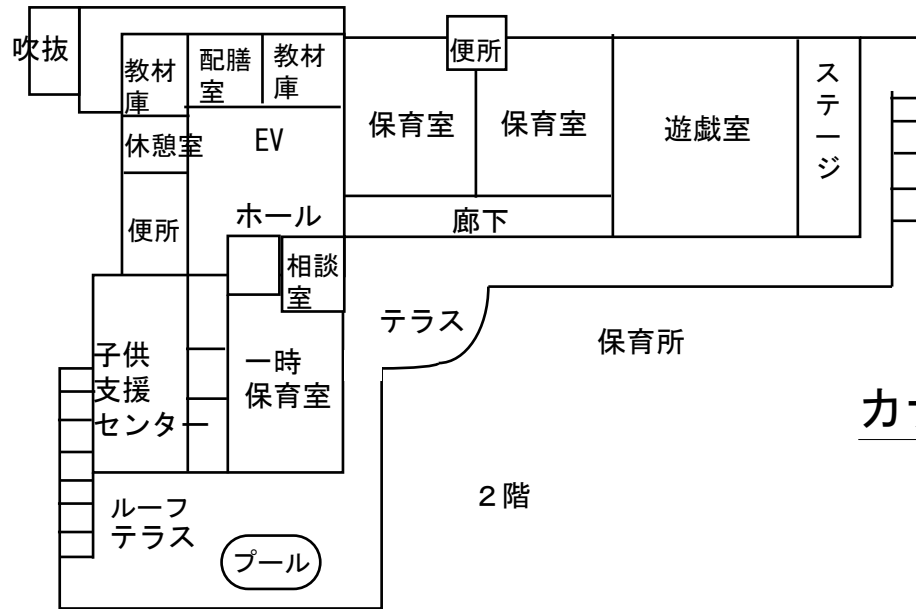 吹抜
教材
庫
配膳
室
教材
庫
便所
保育室
保育室
遊戯室
ステージ
休憩室
EV
ホール
廊下
便所
相談
室
テラス
保育所
子供
支援
センター
一時
保育室
２階
ルーフ
テラス
プール